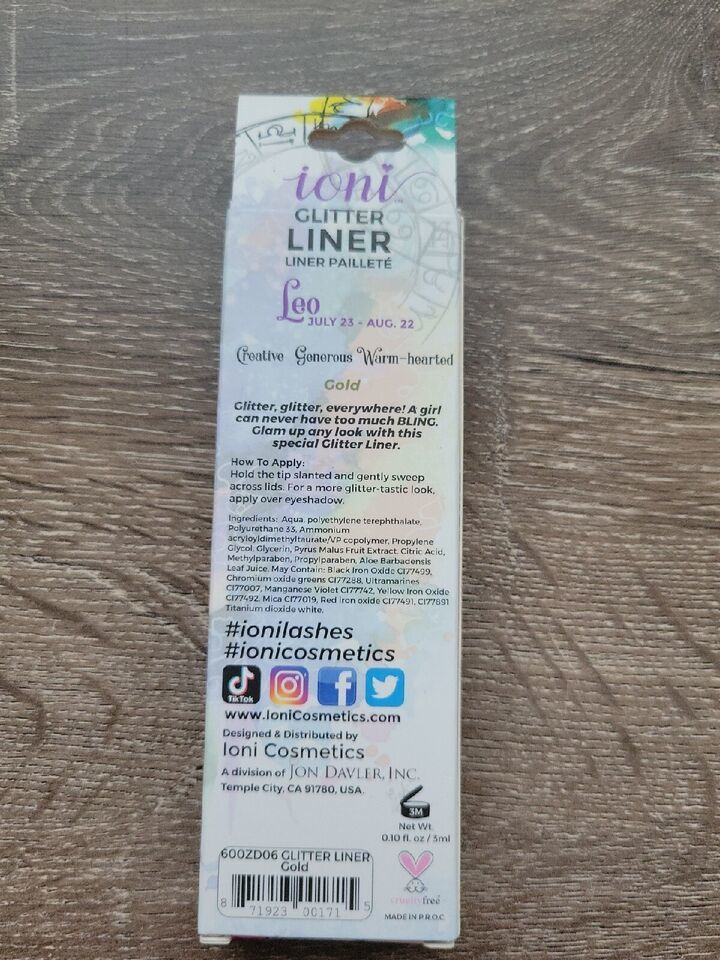 ioni™
GLITTER
LINER
LINER PAILLETÉ
Leo
JULY 23 - AUG. 22
Creative Generous Warm-hearted
Gold
Glitter, glitter, everywhere! A girl
can never have too much BLING.
Glam up any look with this
special Glitter Liner.
How To Apply:
Hold the tip slanted and gently sweep
across lids. For a more glitter-tastic look,
apply over eyeshadow.
Ingredients: Aqua, polyethylene terephthalate,
Polyurethane 33, Ammonium
acryloyldimethyltaurate/VP copolymer, Propylene
Glycol, Glycerin, Pyrus Malus Fruit Extract, Citric Acid,
Methylparaben, Propylparaben, Aloe Barbadensis
Leaf Juice. May Contain: Black Iron Oxide CI77499,
Chromium oxide greens CI77288, Ultramarines
CI77007, Manganese Violet CI77742, Yellow Iron Oxide
CI77492, Mica CI77019, Red iron oxide CI77491, CI77891
Titanium dioxide white.
#ionilashes
#ionicosmetics
TikTok
www.IoniCosmetics.com
Designed & Distributed by
Ioni Cosmetics
A division of JON DAVLER, INC.
Temple City, CA 91780, USA.
3M
Net Wt.
0.10 fl. oz / 3ml
600ZD06 GLITTER LINER
Gold
8 71923 00171 5
crueltyfree
MADE IN P.R.O.C.